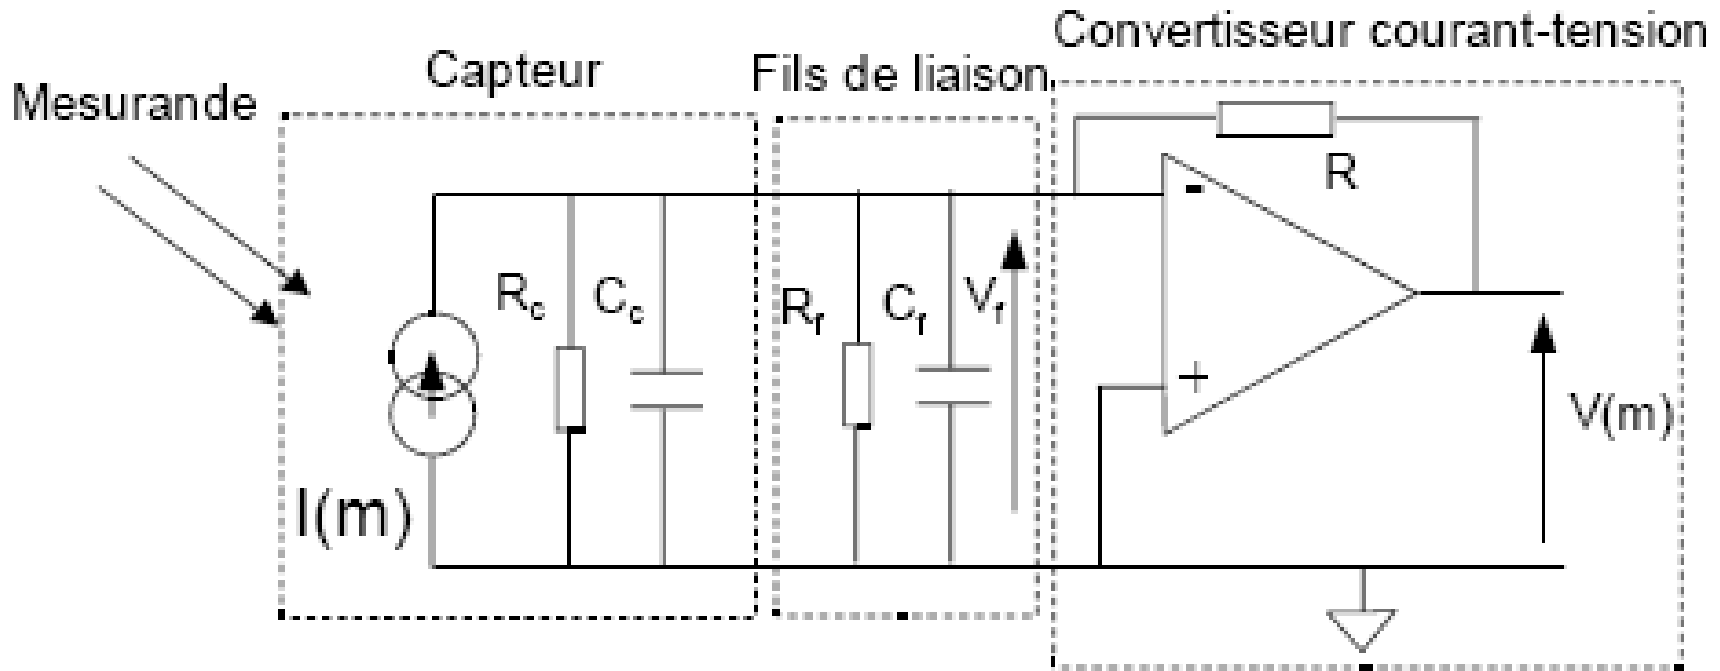 Convertisseur courant-tension
Capteur
Fils de liaison
Mesurande
R
-
Rc
Cc
Rf
Cf
Vf
+
V(m)
I(m)